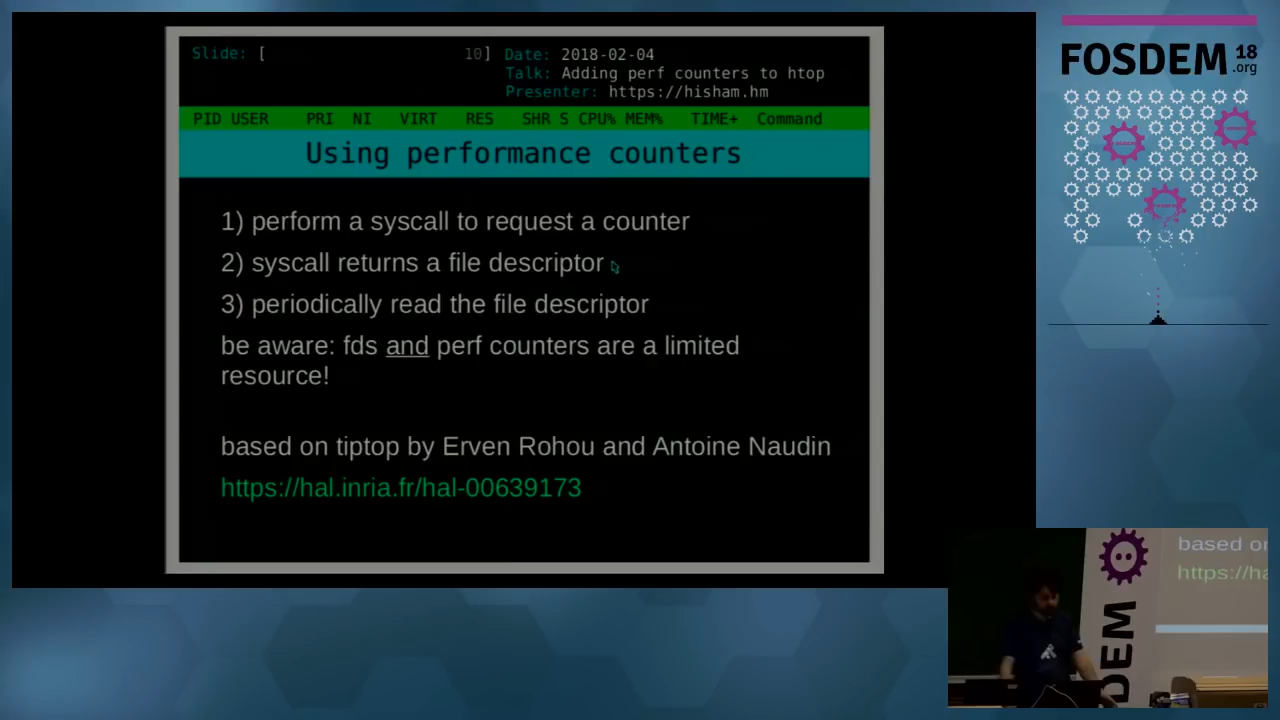 Slide: [ 10]
Date: 2018-02-04
Talk: Adding perf counters to htop
Presenter: https://hisham.hm
PID USER PRI NI VIRT RES SHR S CPU% MEM% TIME+ Command
Using performance counters
1) perform a syscall to request a counter
2) syscall returns a file descriptor
3) periodically read the file descriptor
be aware: fds and perf counters are a limited
resource!
based on tiptop by Erven Rohou and Antoine Naudin
https://hal.inria.fr/hal-00639173
FOSDEM 18
.org
based on
https://ha
DEM